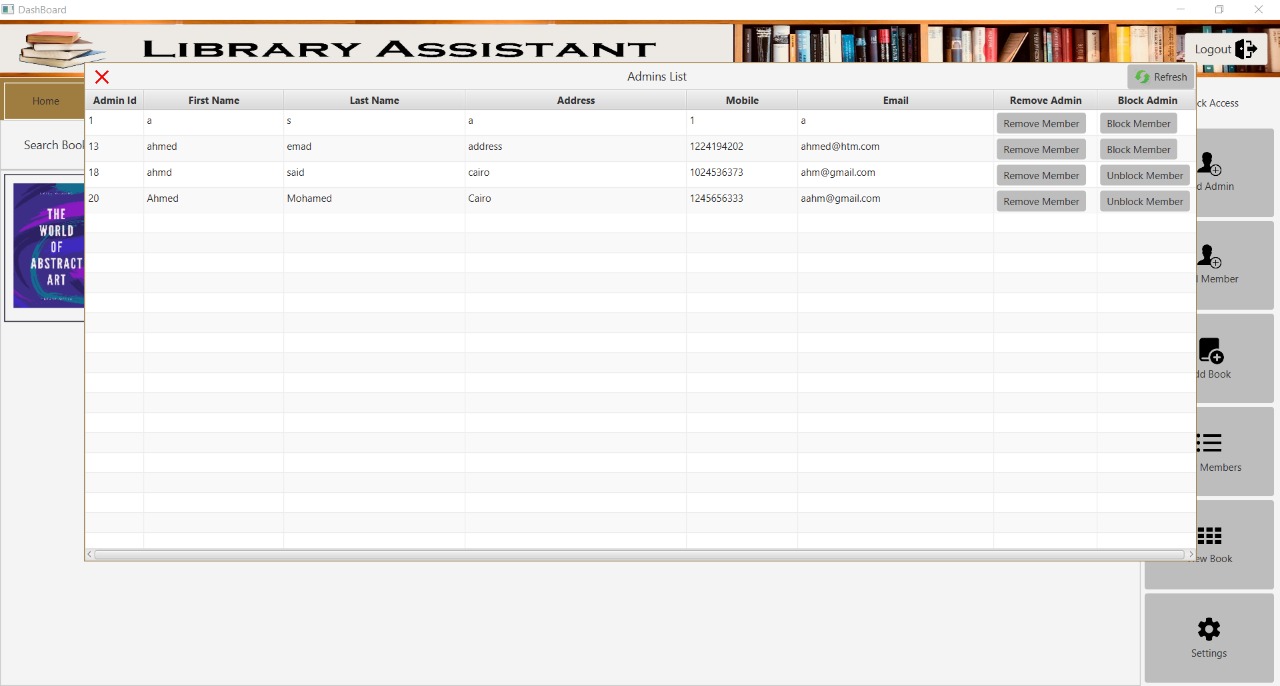 DashBoard
LIBRARY ASSISTANT
Logout
Admins List
Refresh
Home
Admin Id First Name Last Name Address Mobile Email Remove Admin Block Admin
1 a s a 1 a Remove Member Block Member
13 ahmed emad address 1224194202 ahmed@htm.com Remove Member Block Member
18 ahmd said cairo 1024536373 ahm@gmail.com Remove Member Unblock Member
20 Ahmed Mohamed Cairo 1245656333 aahm@gmail.com Remove Member Unblock Member
Search
THE
WORLD
OF
ABSTRACT
ART
Access
Admin
Member
Book
Members
Book
Settings